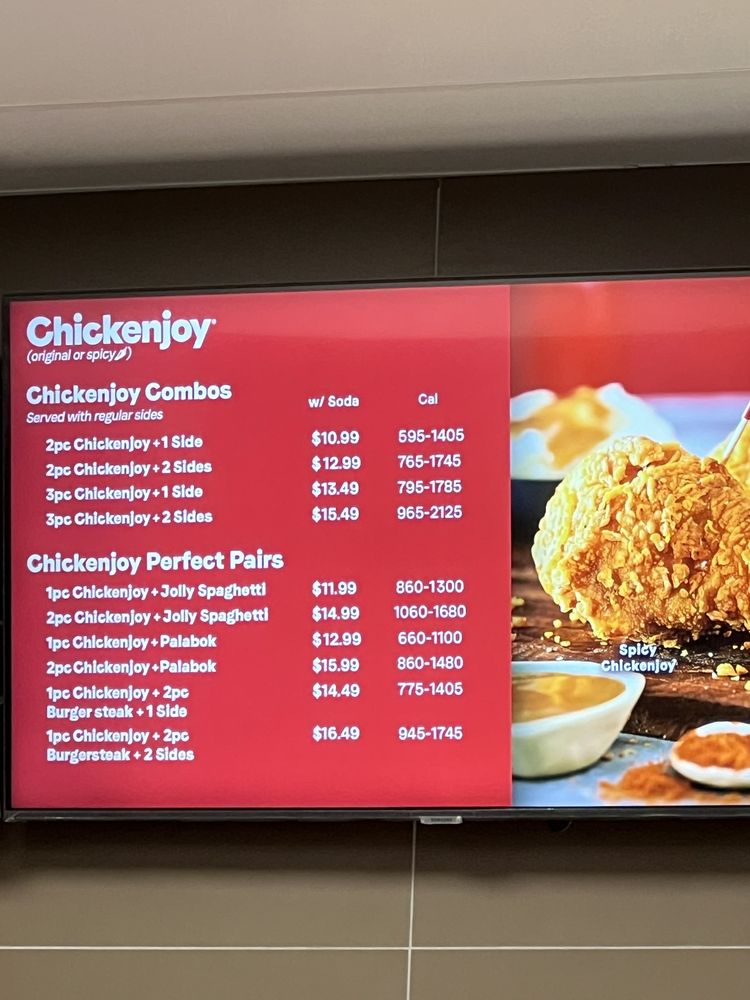 Chickenjoy
(original or spicy)
Chickenjoy Combos w/ Soda Cal
Served with regular sides
2pc Chickenjoy + 1 Side $10.99 595-1405
2pc Chickenjoy + 2 Sides $12.99 765-1745
3pc Chickenjoy + 1 Side $13.49 795-1785
3pc Chickenjoy + 2 Sides $15.49 965-2125
Chickenjoy Perfect Pairs
1pc Chickenjoy + Jolly Spaghetti $11.99 860-1300
2pc Chickenjoy + Jolly Spaghetti $14.99 1060-1680
1pc Chickenjoy + Palabok $12.99 660-1100
2pc Chickenjoy + Palabok $15.99 860-1480
1pc Chickenjoy + 2pc $14.49 775-1405
Burger steak + 1 Side
1pc Chickenjoy + 2pc $16.49 945-1745
Burgersteak + 2 Sides
Spicy
Chickenjoy
SAMSUNG